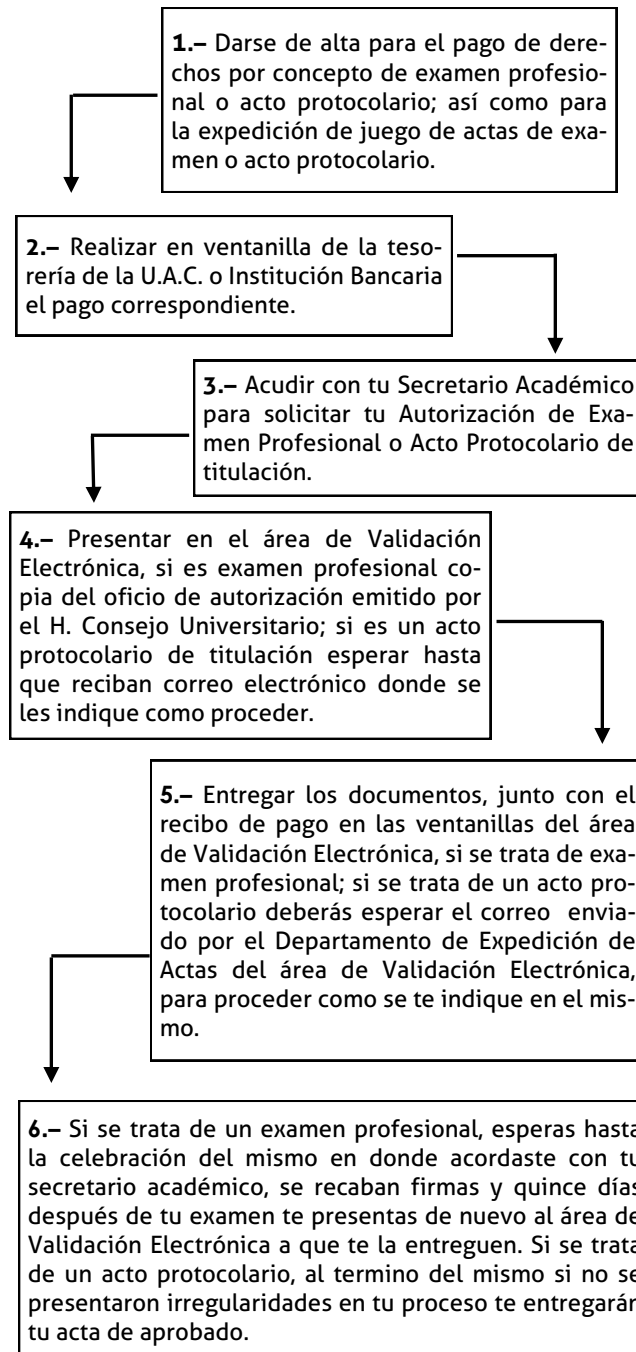 1.– Darse de alta para el pago de dere-
chos por concepto de examen profesio-
nal o acto protocolario; así como para
la expedición de juego de actas de exa-
men o acto protocolario.
2.– Realizar en ventanilla de la teso-
rería de la U.A.C. o Institución Bancaria
el pago correspondiente.
3.– Acudir con tu Secretario Académico
para solicitar tu Autorización de Exa-
men Profesional o Acto Protocolario de
titulación.
4.– Presentar en el área de Validación
Electrónica, si es examen profesional co-
pia del oficio de autorización emitido por
el H. Consejo Universitario; si es un acto
protocolario de titulación esperar hasta
que reciban correo electrónico donde se
les indique como proceder.
5.– Entregar los documentos, junto con el
recibo de pago en las ventanillas del área
de Validación Electrónica, si se trata de exa-
men profesional; si se trata de un acto pro-
tocolario deberás esperar el correo envia-
do por el Departamento de Expedición de
Actas del área de Validación Electrónica,
para proceder como se te indique en el mis-
mo.
6.– Si se trata de un examen profesional, esperas hasta
la celebración del mismo en donde acordaste con tu
secretario académico, se recaban firmas y quince días
después de tu examen te presentas de nuevo al área de
Validación Electrónica a que te la entreguen. Si se trata
de un acto protocolario, al termino del mismo si no se
presentaron irregularidades en tu proceso te entregarán
tu acta de aprobado.